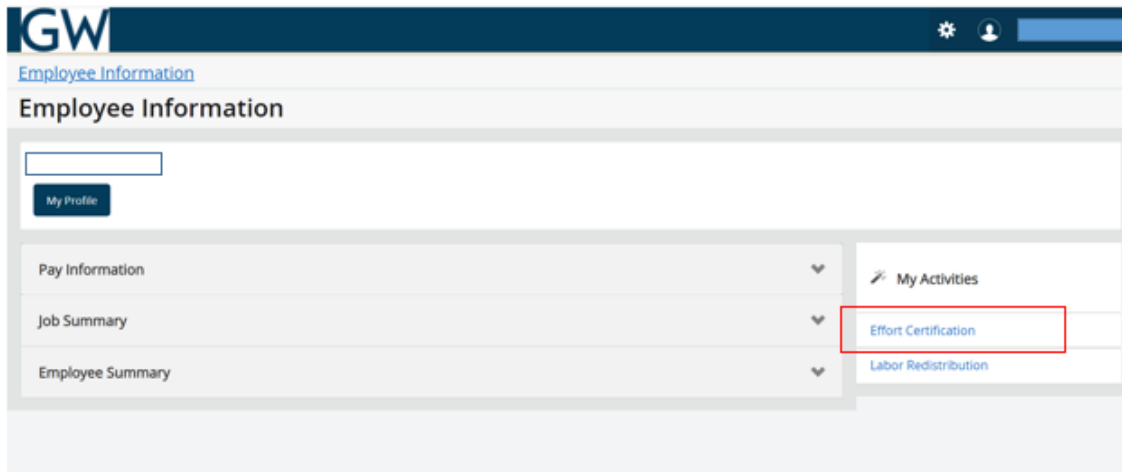 GW
Employee Information
Employee Information
My Profile
Pay Information
Job Summary
Employee Summary
My Activities
Effort Certification
Labor Redistribution